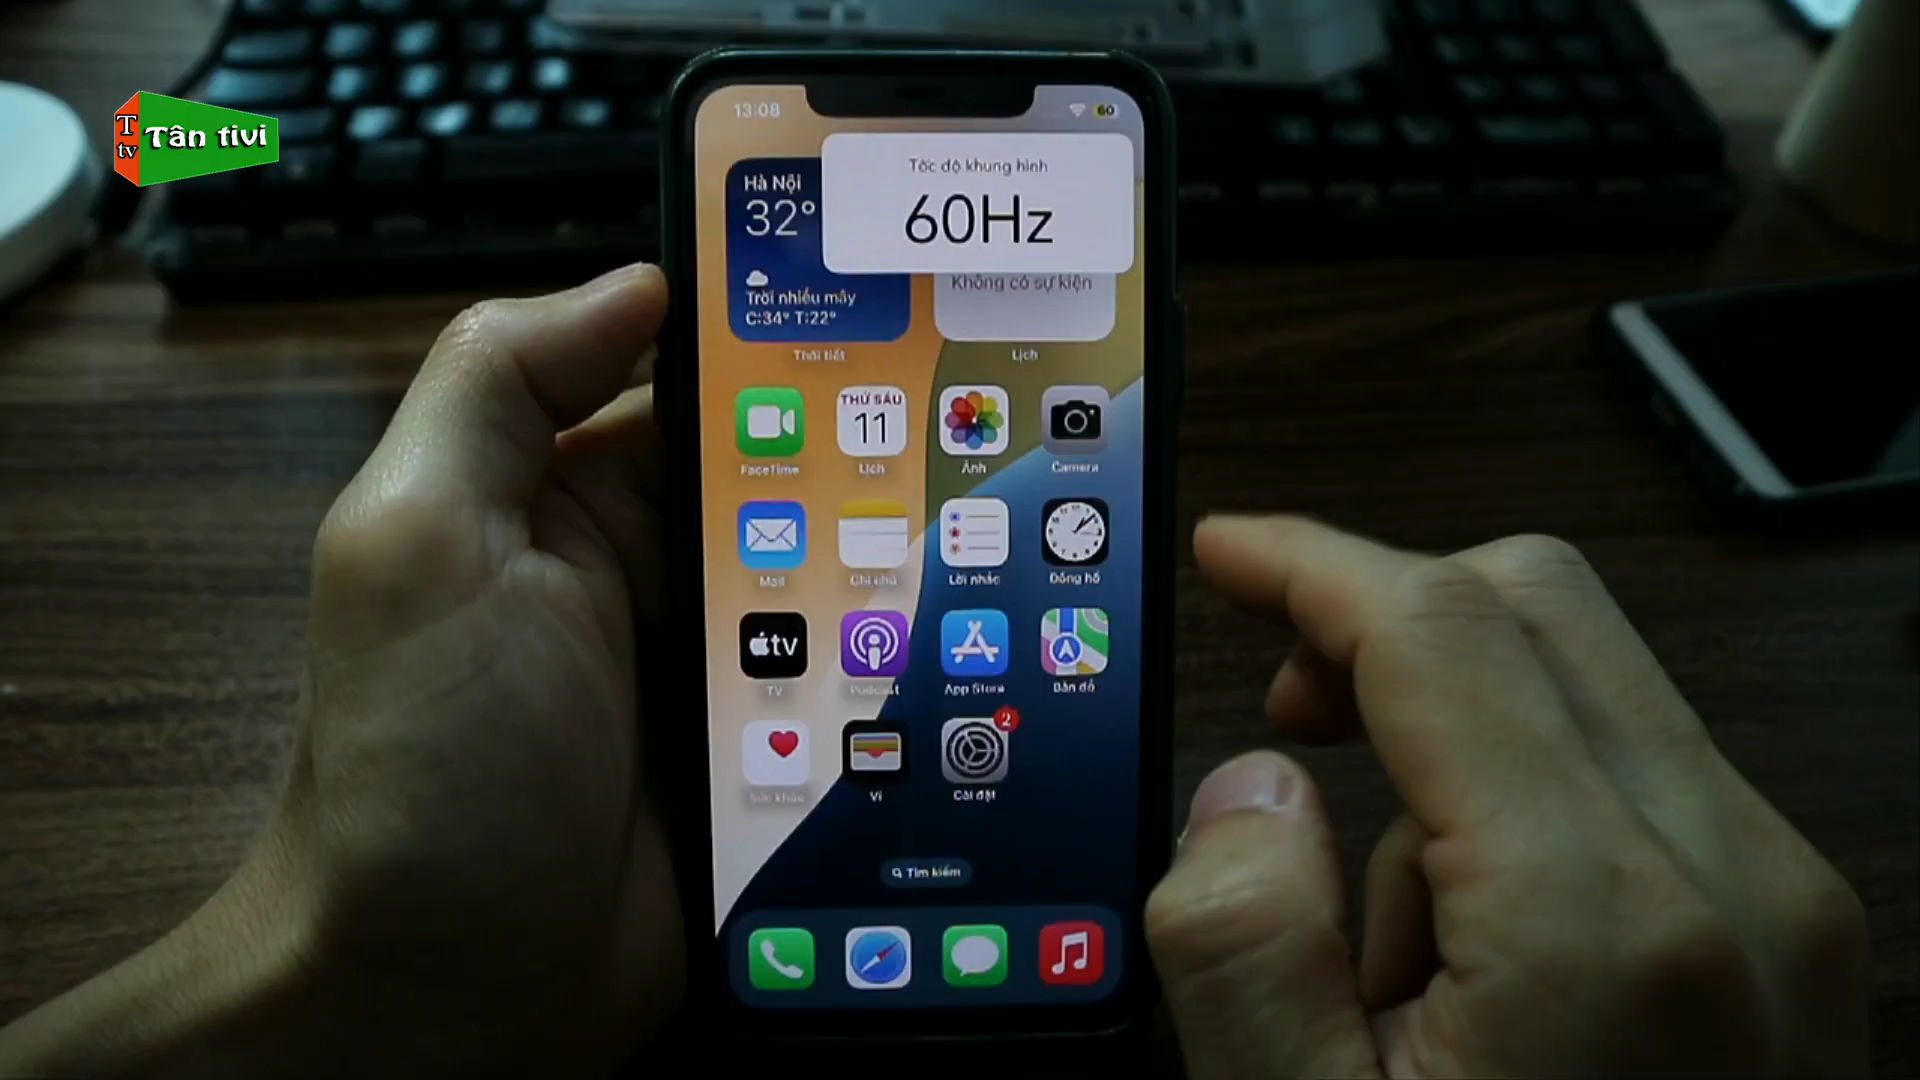 T
tv
Tân tivi
13:08
60
Tốc độ khung hình
60Hz
Hà Nội
32°
Trời nhiều mây
C:34° T:22°
Không có sự kiện
Thời tiết
Lịch
THỨ SÁU
11
FaceTime
Lịch
Ảnh
Camera
Mail
Ghi chú
Lời nhắc
Đồng hồ
tv
TV
Podcast
App Store
Bản đồ
2
Sức khỏe
Ví
Cài đặt
Tìm kiếm